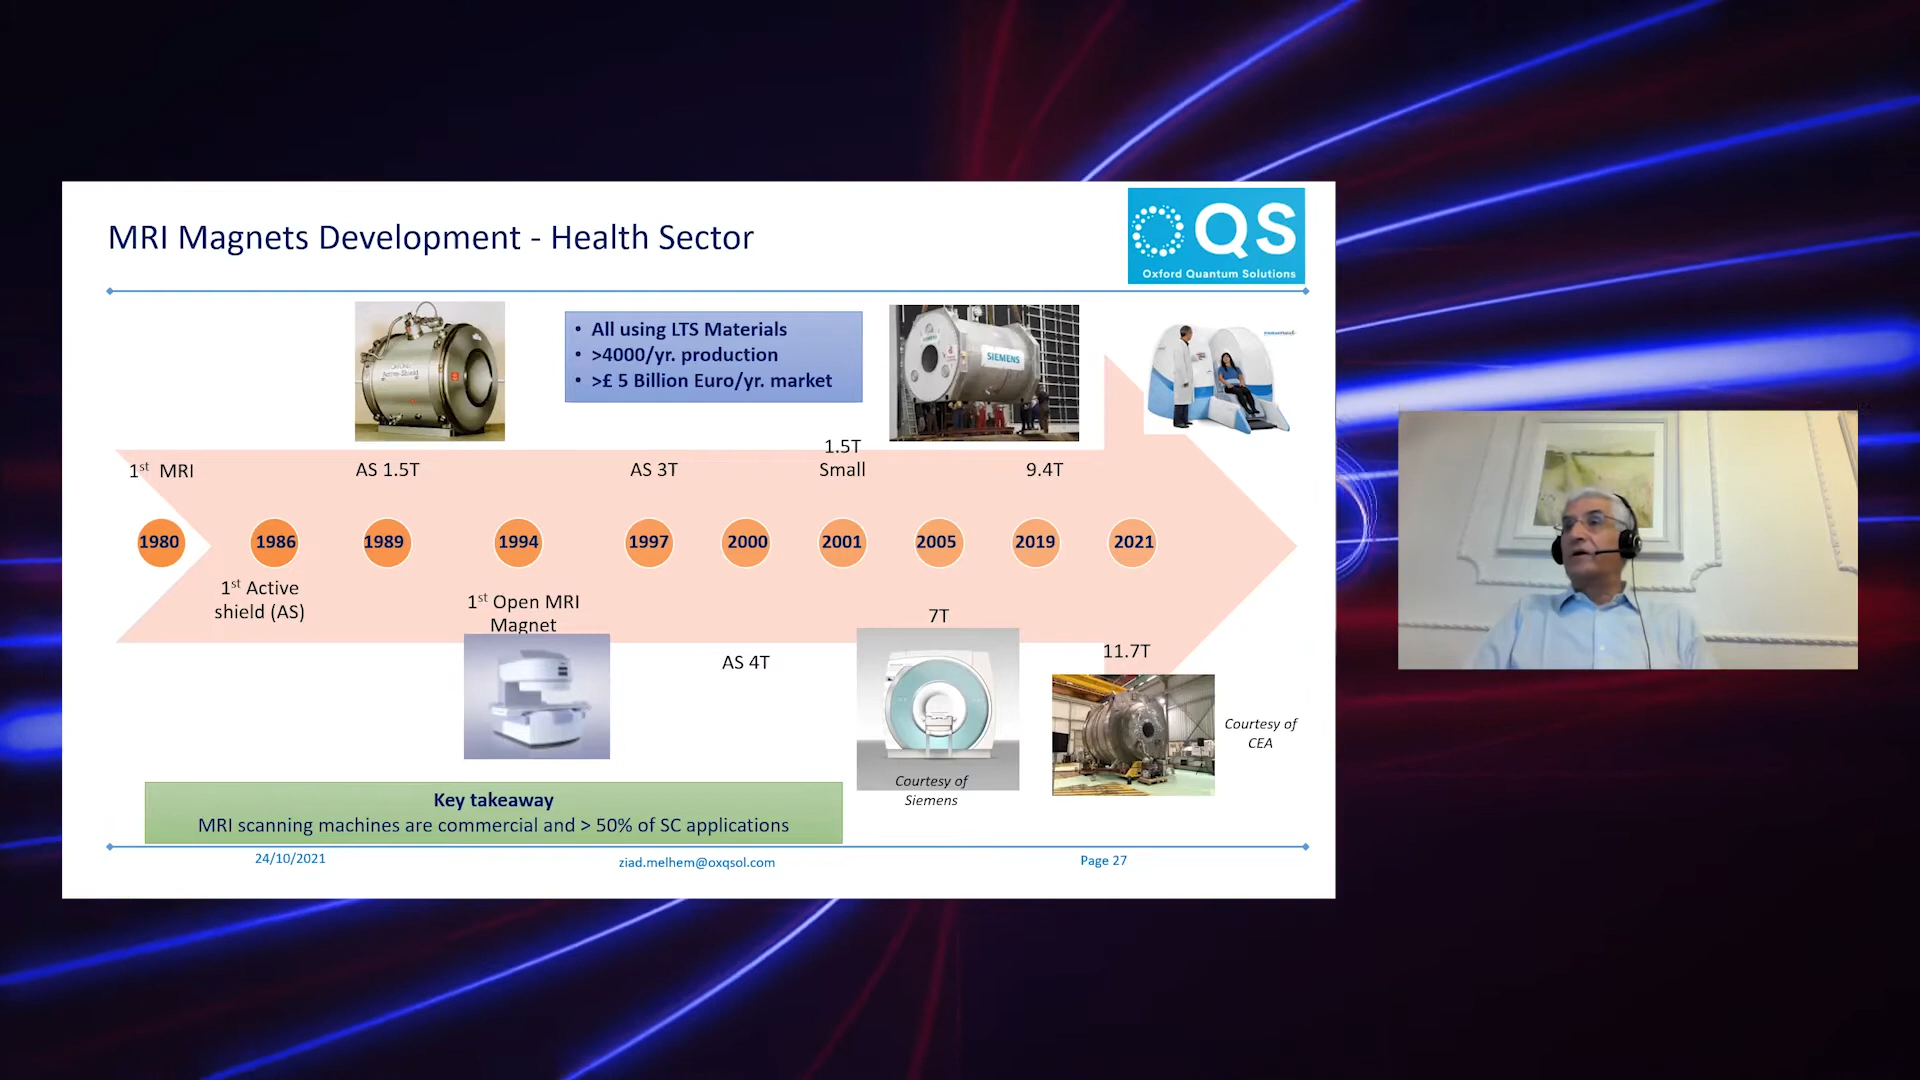 MRI Magnets Development - Health Sector
QS
Oxford Quantum Solutions
• All using LTS Materials
• >4000/yr. production
• >£ 5 Billion Euro/yr. market
SIEMENS
1st MRI
AS 1.5T
AS 3T
1.5T
Small
9.4T
1980
1986
1989
1994
1997
2000
2001
2005
2019
2021
1st Active
shield (AS)
1st Open MRI
Magnet
AS 4T
7T
11.7T
Courtesy of
Siemens
Courtesy of
CEA
Key takeaway
MRI scanning machines are commercial and > 50% of SC applications
24/10/2021
ziad.melhem@oxqsol.com
Page 27